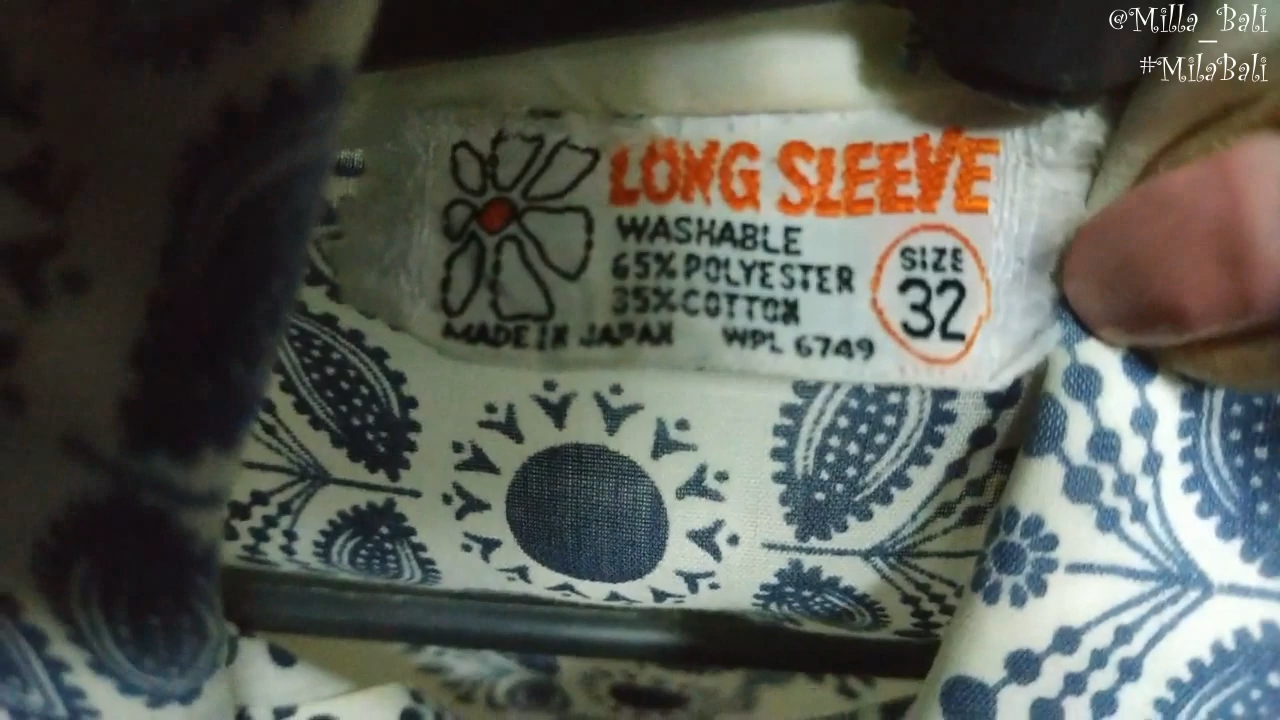 @Milla_Bali
#MilaBali
LONG SLEEVE
WASHABLE
65% POLYESTER
35% COTTON
SIZE
32
MADE IN JAPAN WPL 6749